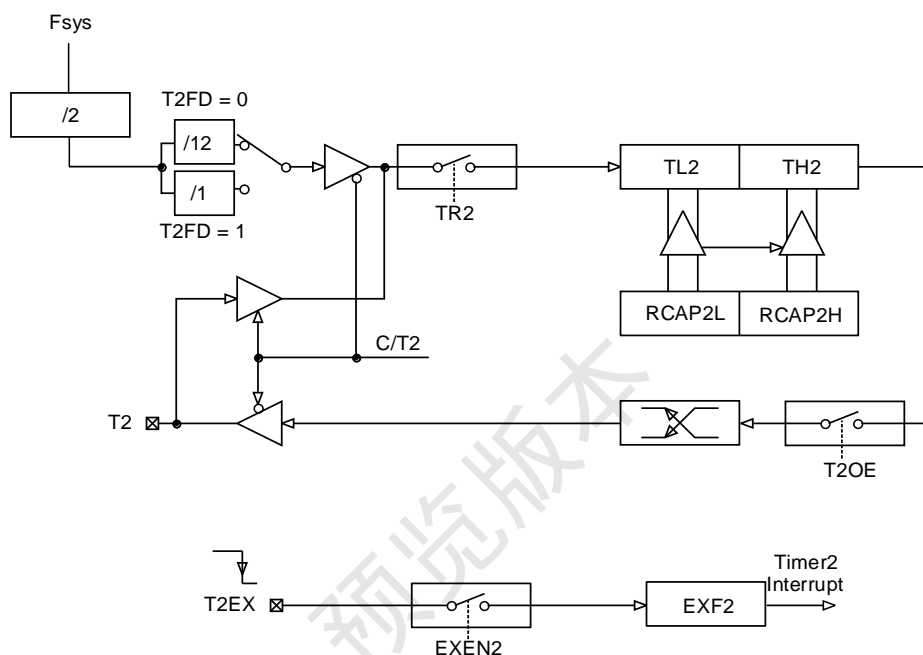 Fsys
/2
T2FD = 0
/12
/1
T2FD = 1
TR2
TL2
TH2
RCAP2L
RCAP2H
C/T2
T2
T2OE
T2EX
EXEN2
EXF2
Timer2
Interrupt
预览版本